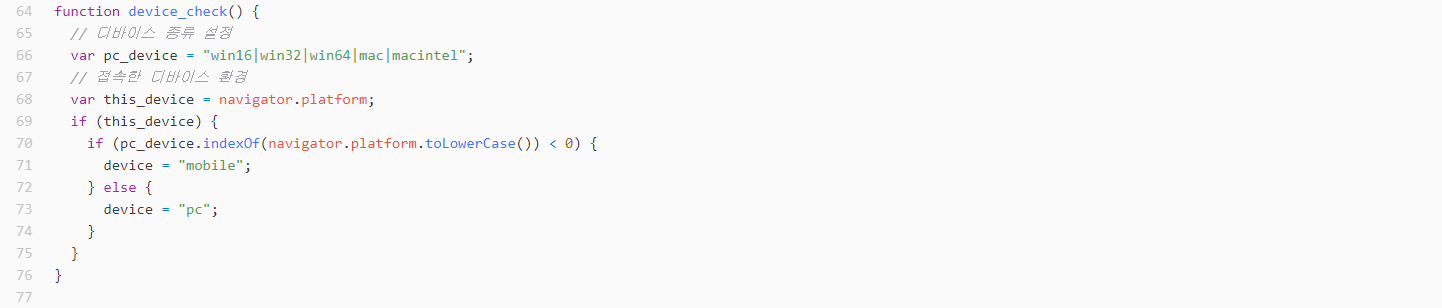 64 function device_check() {
65 // 디바이스 종류 설정
66 var pc_device = "win16|win32|win64|mac|macintel";
67 // 접속한 디바이스 환경
68 var this_device = navigator.platform;
69 if (this_device) {
70 if (pc_device.indexOf(navigator.platform.toLowerCase()) < 0) {
71 device = "mobile";
72 } else {
73 device = "pc";
74 }
75 }
76 }
77